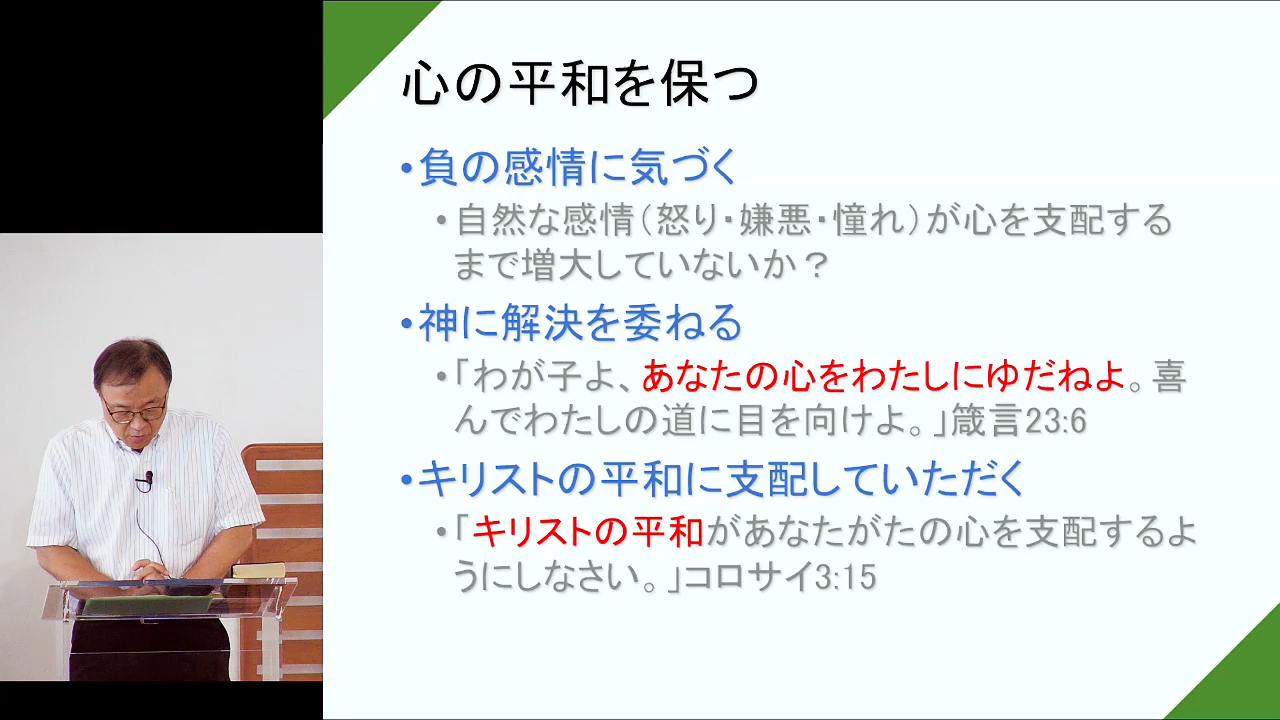 心の平和を保つ
•負の感情に気づく
•自然な感情（怒り・嫌悪・憧れ）が心を支配する
まで増大していないか？
•神に解決を委ねる
•「わが子よ、あなたの心をわたしにゆだねよ。喜
んでわたしの道に目を向けよ。」箴言23:6
•キリストの平和に支配していただく
•「キリストの平和があなたがたの心を支配するよ
うにしなさい。」コロサイ3:15